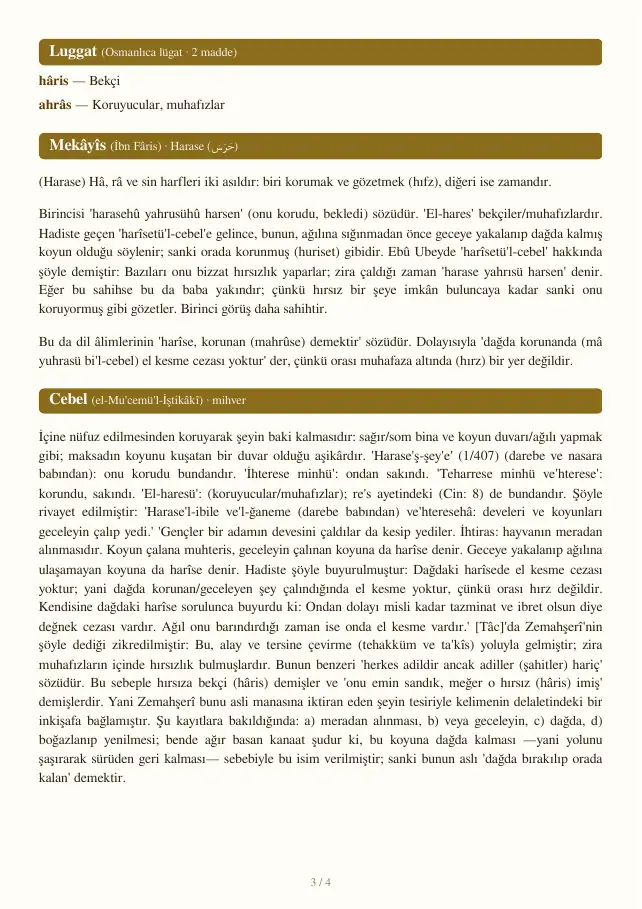 Luggat (Osmanlıca lügat · 2 madde)
hâris — Bekçi
ahrâs — Koruyucular, muhafızlar
Mekâyîs (İbn Fâris) · Harase (حَرَسَ)
(Harase) Hâ, râ ve sin harfleri iki asıldır: biri korumak ve gözetmek (hıfz), diğeri ise zamandır.
Birincisi 'harasehû yahrusühû harsen' (onu korudu, bekledi) sözüdür. 'El-hares' bekçiler/muhafızlardır.
Hadiste geçen 'harîsetü'l-cebel'e gelince, bunun, ağılına sığınmadan önce geceye yakalanıp dağda kalmış
koyun olduğu söylenir; sanki orada korunmuş (huriset) gibidir. Ebû Ubeyde 'harîsetü'l-cebel' hakkında
şöyle demiştir: Bazıları onu bizzat hırsızlık yaparlar; zira çaldığı zaman 'harase yahrısü harsen' denir.
Eğer bu sahihse bu da baba yakındır; çünkü hırsız bir şeye imkân buluncaya kadar sanki onu
koruyormuş gibi gözetler. Birinci görüş daha sahihtir.
Bu da dil âlimlerinin 'harîse, korunan (mahrûse) demektir' sözüdür. Dolayısıyla 'dağda korunanda (mâ
yuhrasü bi'l-cebel) el kesme cezası yoktur' der, çünkü orası muhafaza altında (hırz) bir yer değildir.
Cebel (el-Mu'cemü'l-İştikâkî) · mihver
İçine nüfuz edilmesinden koruyarak şeyin baki kalmasıdır: sağır/som bina ve koyun duvarı/ağılı yapmak
gibi; maksadın koyunu kuşatan bir duvar olduğu aşikârdır. 'Harase'ş-şey'e' (1/407) (darebe ve nasara
babından): onu korudu bundandır. 'İhterese minhü': ondan sakındı. 'Teharrese minhü ve'hterese':
korundu, sakındı. 'El-haresü': (koruyucular/muhafızlar); re's ayetindeki (Cin: 8) de bundandır. Şöyle
rivayet edilmiştir: 'Harase'l-ibile ve'l-ğaneme (darebe babından) ve'hteresehâ: develeri ve koyunları
geceleyin çalıp yedi.' 'Gençler bir adamın devesini çaldılar da kesip yediler. İhtiras: hayvanın meradan
alınmasıdır. Koyun çalana muhteris, geceleyin çalınan koyuna da harîse denir. Geceye yakalanıp ağılına
ulaşamayan koyuna da harîse denir. Hadiste şöyle buyurulmuştur: Dağdaki harîsede el kesme cezası
yoktur; yani dağda korunan/geceleyen şey çalındığında el kesme yoktur, çünkü orası hırz değildir.
Kendisine dağdaki harîse sorulunca buyurdu ki: Ondan dolayı misli kadar tazminat ve ibret olsun diye
değnek cezası vardır. Ağıl onu barındırdığı zaman ise onda el kesme vardır.' [Tâc]'da Zemahşerî'nin
şöyle dediği zikredilmiştir: Bu, alay ve tersine çevirme (tehakküm ve ta'kîs) yoluyla gelmiştir; zira
muhafızların içinde hırsızlık bulmuşlardır. Bunun benzeri 'herkes adildir ancak adiller (şahitler) hariç'
sözüdür. Bu sebeple hırsıza bekçi (hâris) demişler ve 'onu emin sandık, meğer o hırsız (hâris) imiş'
demişlerdir. Yani Zemahşerî bunu asli manasına iktiran eden şeyin tesiriyle kelimenin delaletindeki bir
inkişafa bağlamıştır. Şu kayıtlara bakıldığında: a) meradan alınması, b) veya geceleyin, c) dağda, d)
boğazlanıp yenilmesi; bende ağır basan kanaat şudur ki, bu koyuna dağda kalması —yani yolunu
şaşırarak sürüden geri kalması— sebebiyle bu isim verilmiştir; sanki bunun aslı 'dağda bırakılıp orada
kalan' demektir.
3 / 4